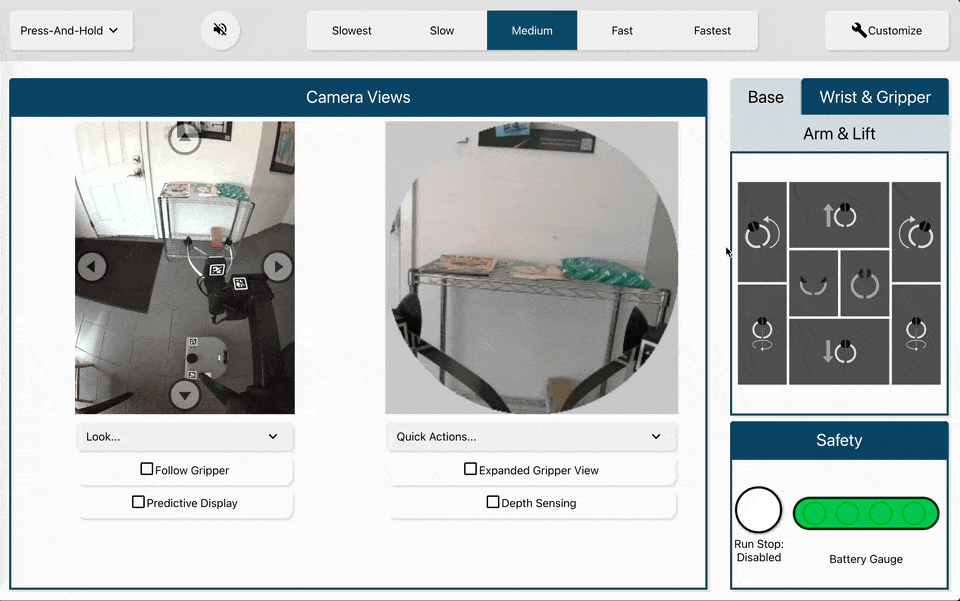 Press-And-Hold
Slowest
Slow
Medium
Fast
Fastest
Customize
Camera Views
Base
Wrist & Gripper
Arm & Lift
Look...
Quick Actions...
Follow Gripper
Expanded Gripper View
Predictive Display
Depth Sensing
Safety
Run Stop:
Disabled
Battery Gauge